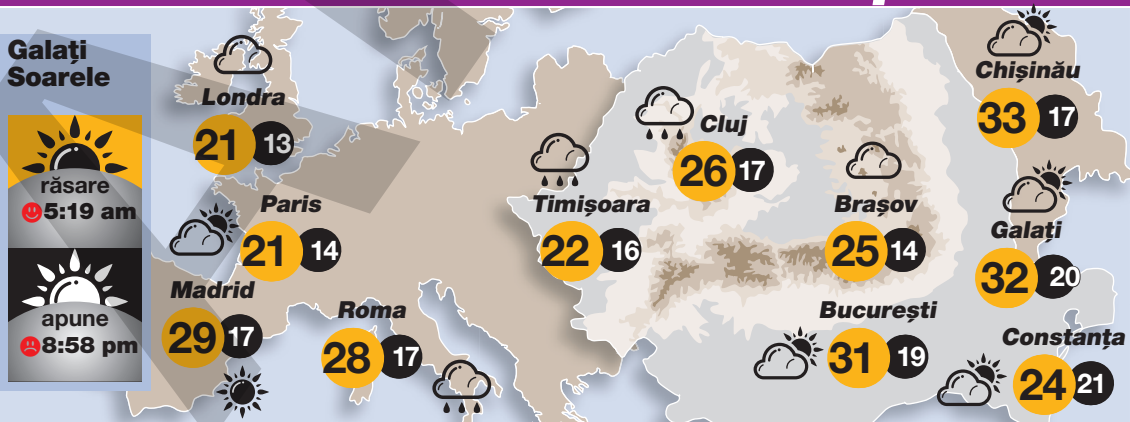 Galați
Soarele
răsare
5:19 am
apune
8:58 pm
Londra
21 13
Paris
21 14
Madrid
29 17
Roma
28 17
Timișoara
22 16
Cluj
26 17
Brașov
25 14
București
31 19
Chișinău
33 17
Galați
32 20
Constanța
24 21